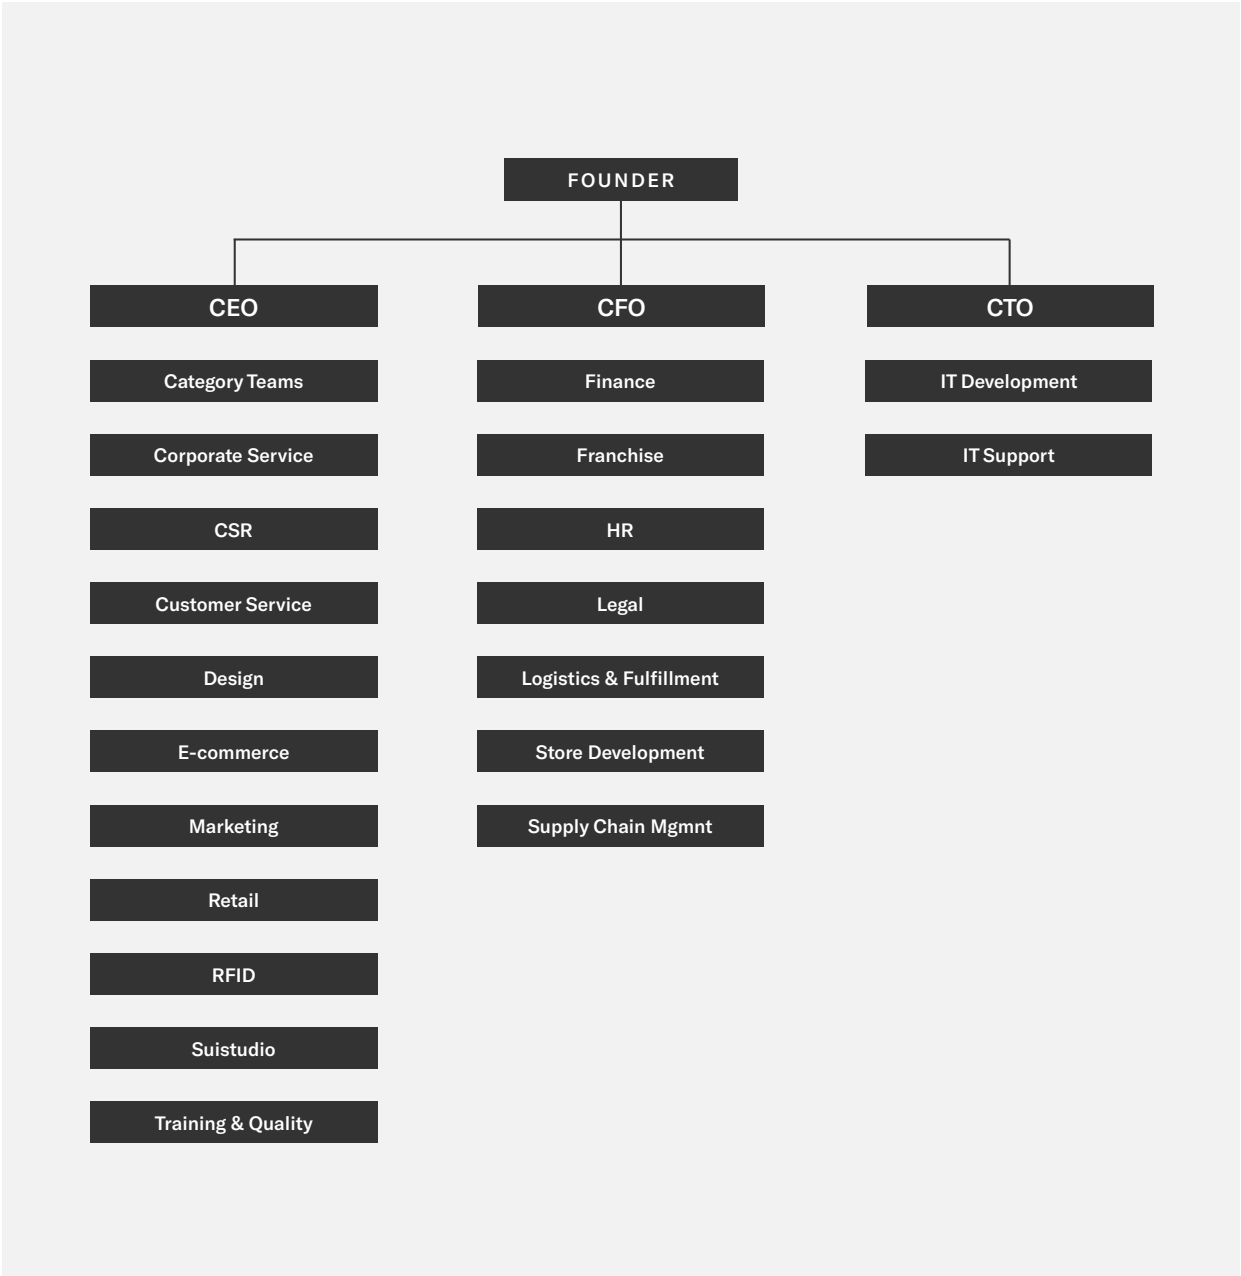 FOUNDER
CEO
Category Teams
Corporate Service
CSR
Customer Service
Design
E-commerce
Marketing
Retail
RFID
Suistudio
Training & Quality
CFO
Finance
Franchise
HR
Legal
Logistics & Fulfillment
Store Development
Supply Chain Mgmnt
CTO
IT Development
IT Support